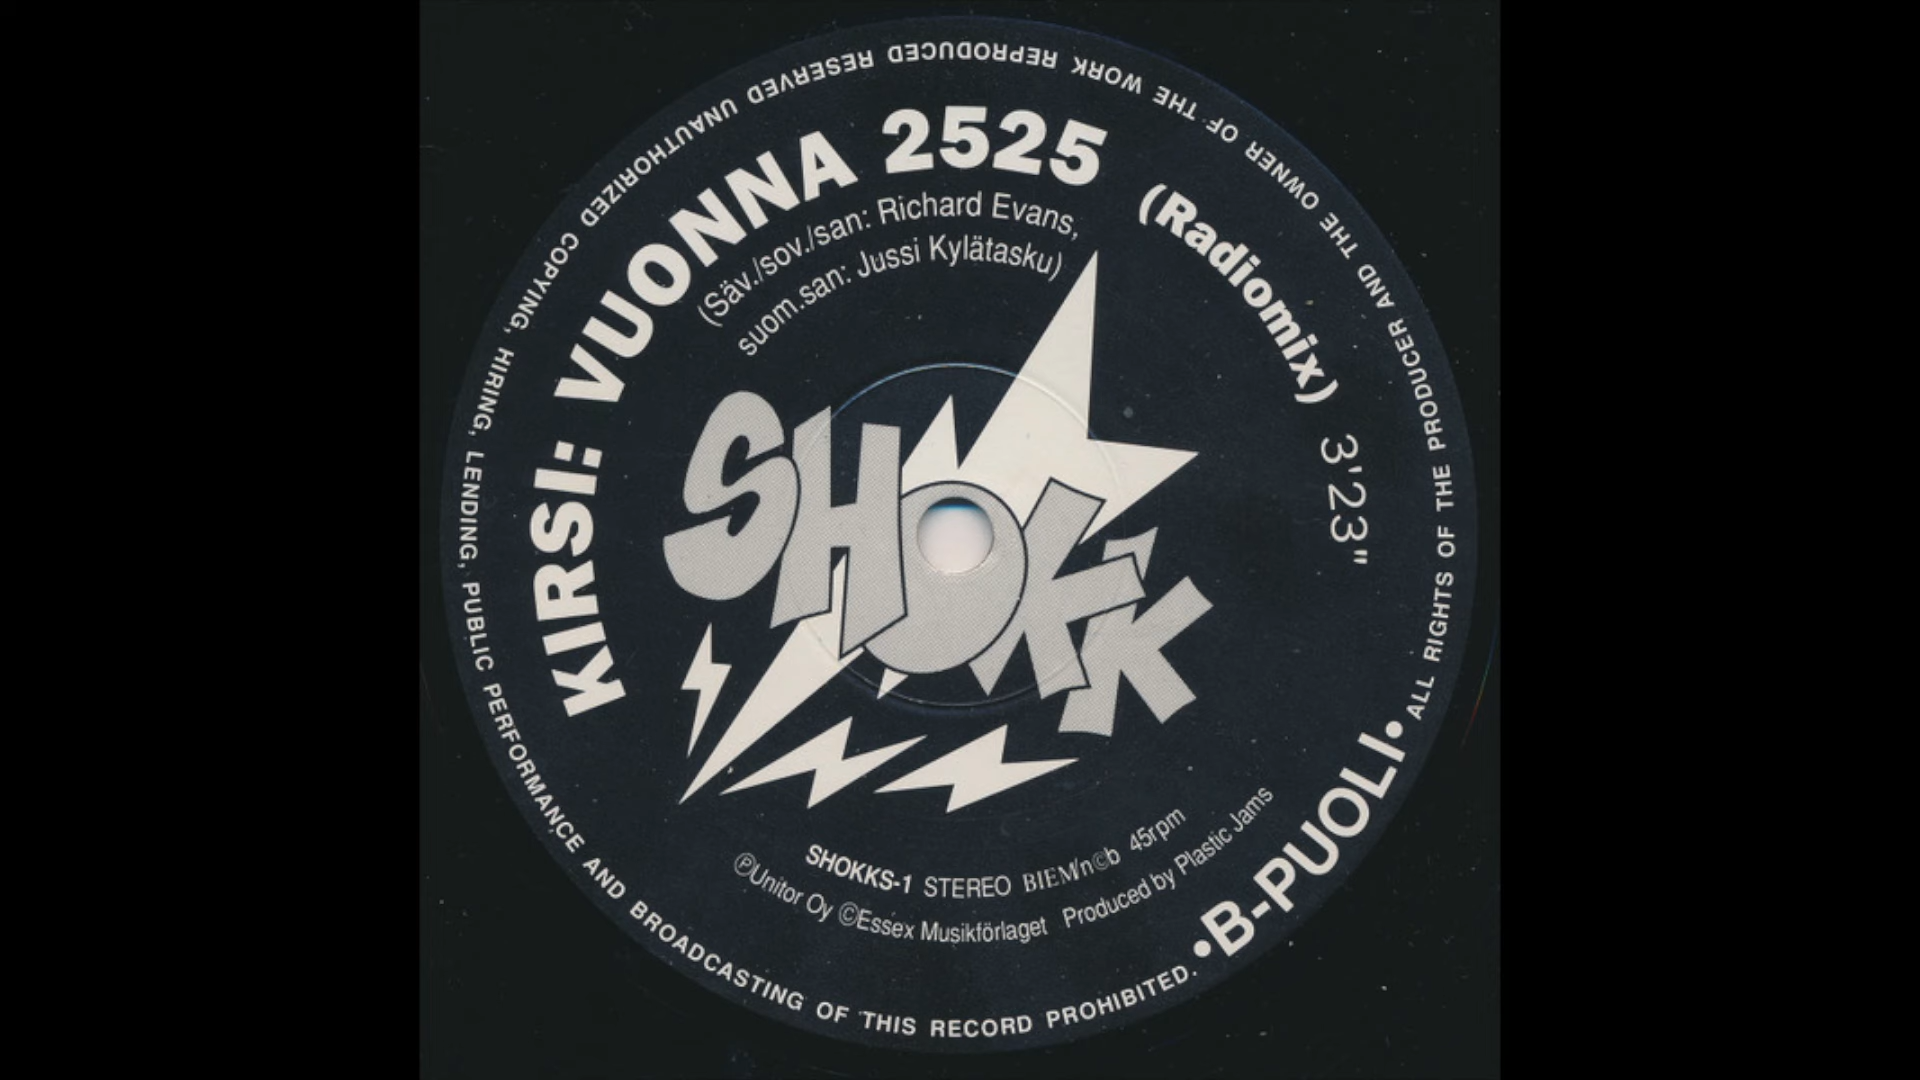 KIRSI: VUONNA 2525 (Radiomix) 3'23"
(Säv./sov./san: Richard Evans,
suom.san: Jussi Kylätasku)
SHOKK
SHOKKS-1 STEREO BIEM/n©b 45rpm
℗Unitor Oy ©Essex Musikförlaget Produced by Plastic Jams
•B-PUOLI•
ALL RIGHTS OF THE PRODUCER AND THE OWNER OF THE WORK REPRODUCED RESERVED UNAUTHORIZED COPYING, HIRING, LENDING, PUBLIC PERFORMANCE AND BROADCASTING OF THIS RECORD PROHIBITED.